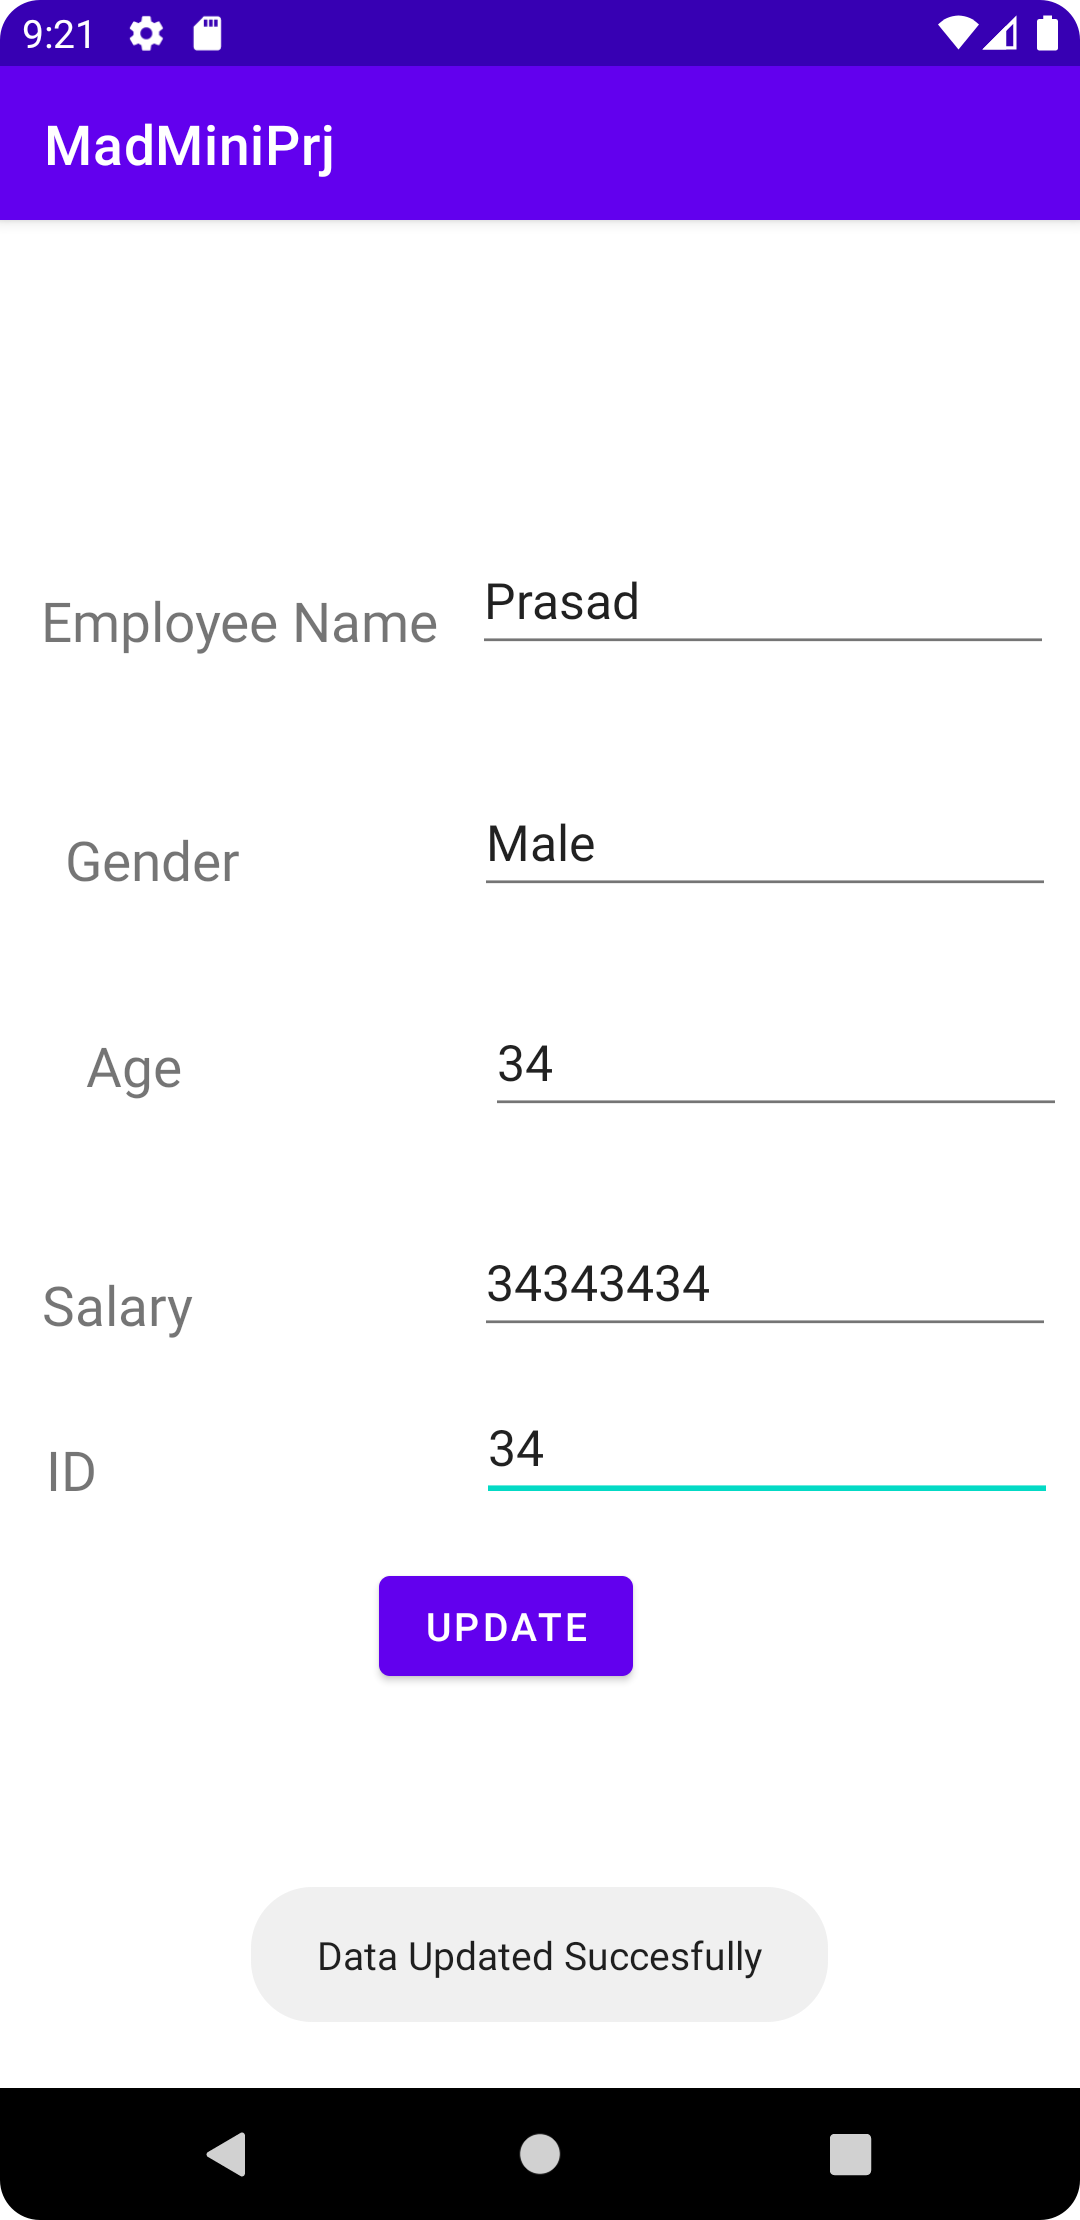 9:21
MadMiniPrj
Employee Name Prasad
Gender Male
Age 34
Salary 34343434
ID 34
UPDATE
Data Updated Succesfully